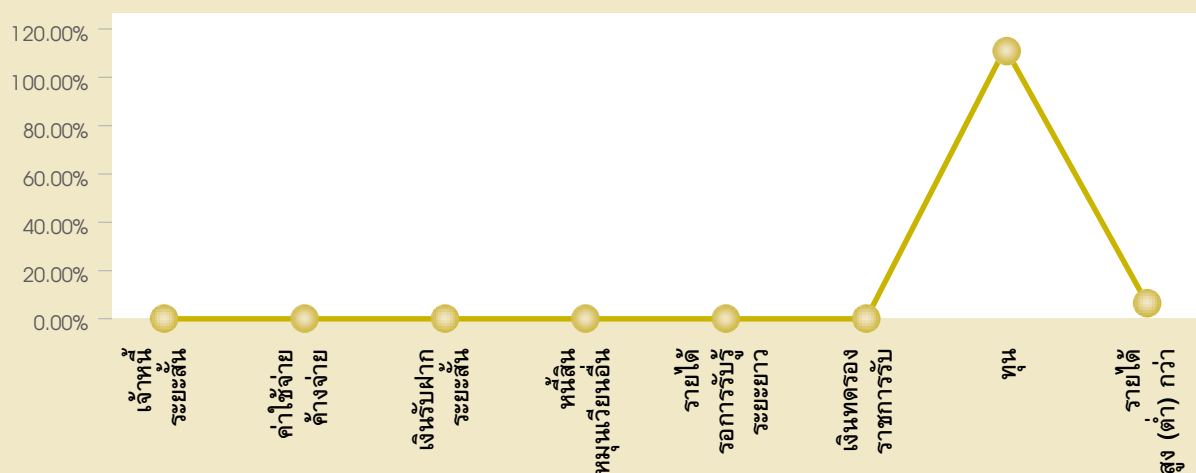 120.00%
100.00%
80.00%
60.00%
40.00%
20.00%
0.00%
เจ้าหนี้
ระยะสั้น
ค่าใช้จ่าย
ค้างจ่าย
เงินรับฝาก
ระยะสั้น
หนี้สิน
หมุนเวียนอื่น
รายได้
รอการรับรู้
ระยะยาว
เงินทดรอง
ราชการรับ
ทุน
รายได้
สูง (ต่ำ) กว่า